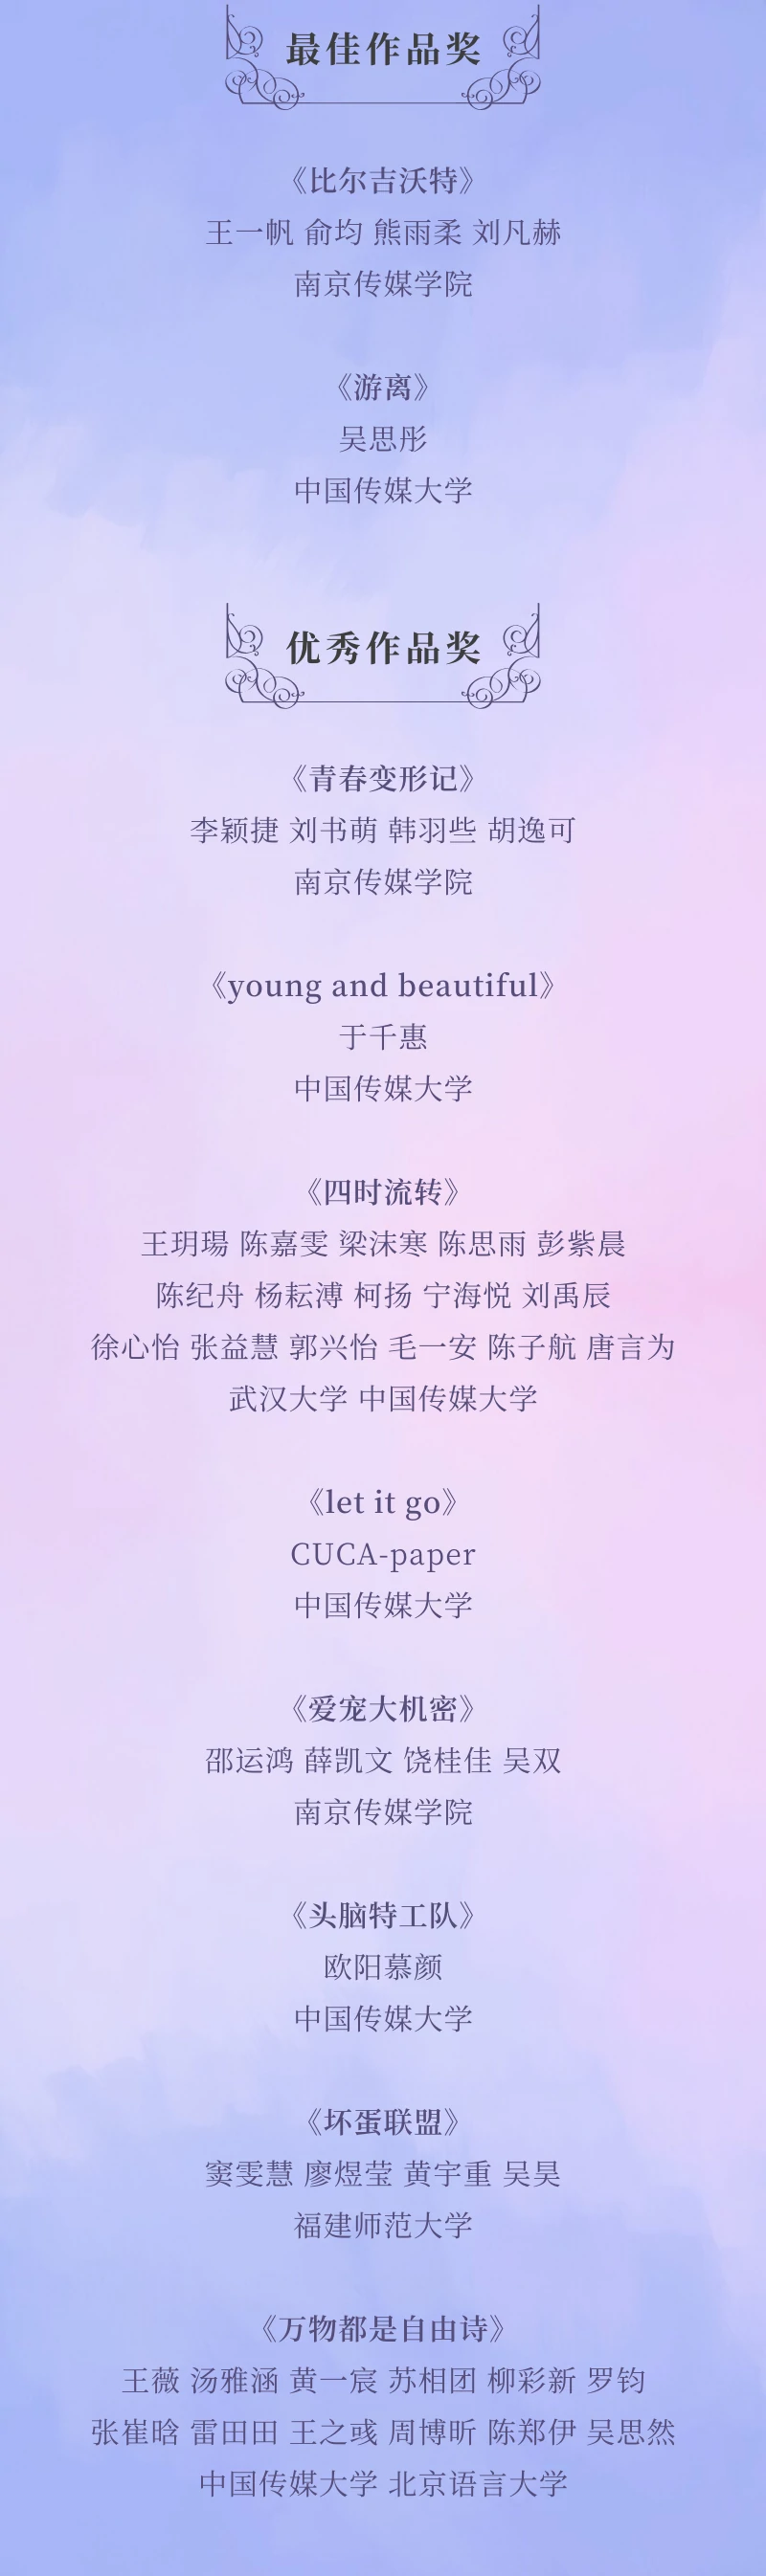 最佳作品奖
《比尔吉沃特》
王一帆 俞均 熊雨柔 刘凡赫
南京传媒学院
《游离》
吴思彤
中国传媒大学
优秀作品奖
《青春变形记》
李颖捷 刘书萌 韩羽些 胡逸可
南京传媒学院
《young and beautiful》
于千惠
中国传媒大学
《四时流转》
王玥瑒 陈嘉雯 梁沫寒 陈思雨 彭紫晨
陈纪舟 杨耘溥 柯扬 宁海悦 刘禹辰
徐心怡 张益慧 郭兴怡 毛一安 陈子航 唐言为
武汉大学 中国传媒大学
《let it go》
CUCA-paper
中国传媒大学
《爱宠大机密》
邵运鸿 薛凯文 饶桂佳 吴双
南京传媒学院
《头脑特工队》
欧阳慕颜
中国传媒大学
《坏蛋联盟》
窦雯慧 廖煜莹 黄宇重 吴昊
福建师范大学
《万物都是自由诗》
王薇 汤雅涵 黄一宸 苏相团 柳彩新 罗钧
张崔晗 雷田田 王之彧 周博昕 陈郑伊 吴思然
中国传媒大学 北京语言大学